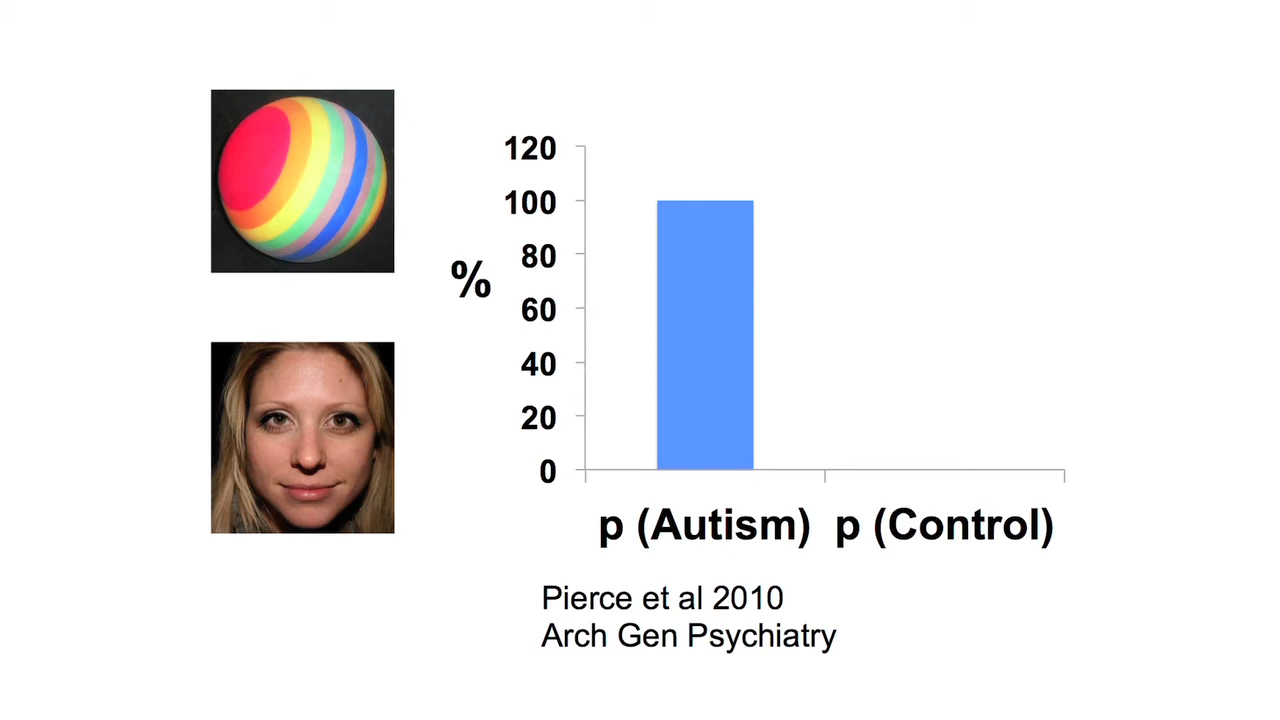 120
100
80
%
60
40
20
0
p (Autism) p (Control)
Pierce et al 2010
Arch Gen Psychiatry